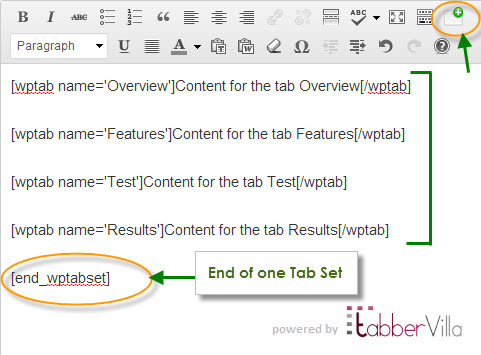 B I ABC ABC
Paragraph U A T Ω ?
[wptab name='Overview']Content for the tab Overview[/wptab]
[wptab name='Features']Content for the tab Features[/wptab]
[wptab name='Test']Content for the tab Test[/wptab]
[wptab name='Results']Content for the tab Results[/wptab]
[end_wptabset]
End of one Tab Set
powered by tabberVilla